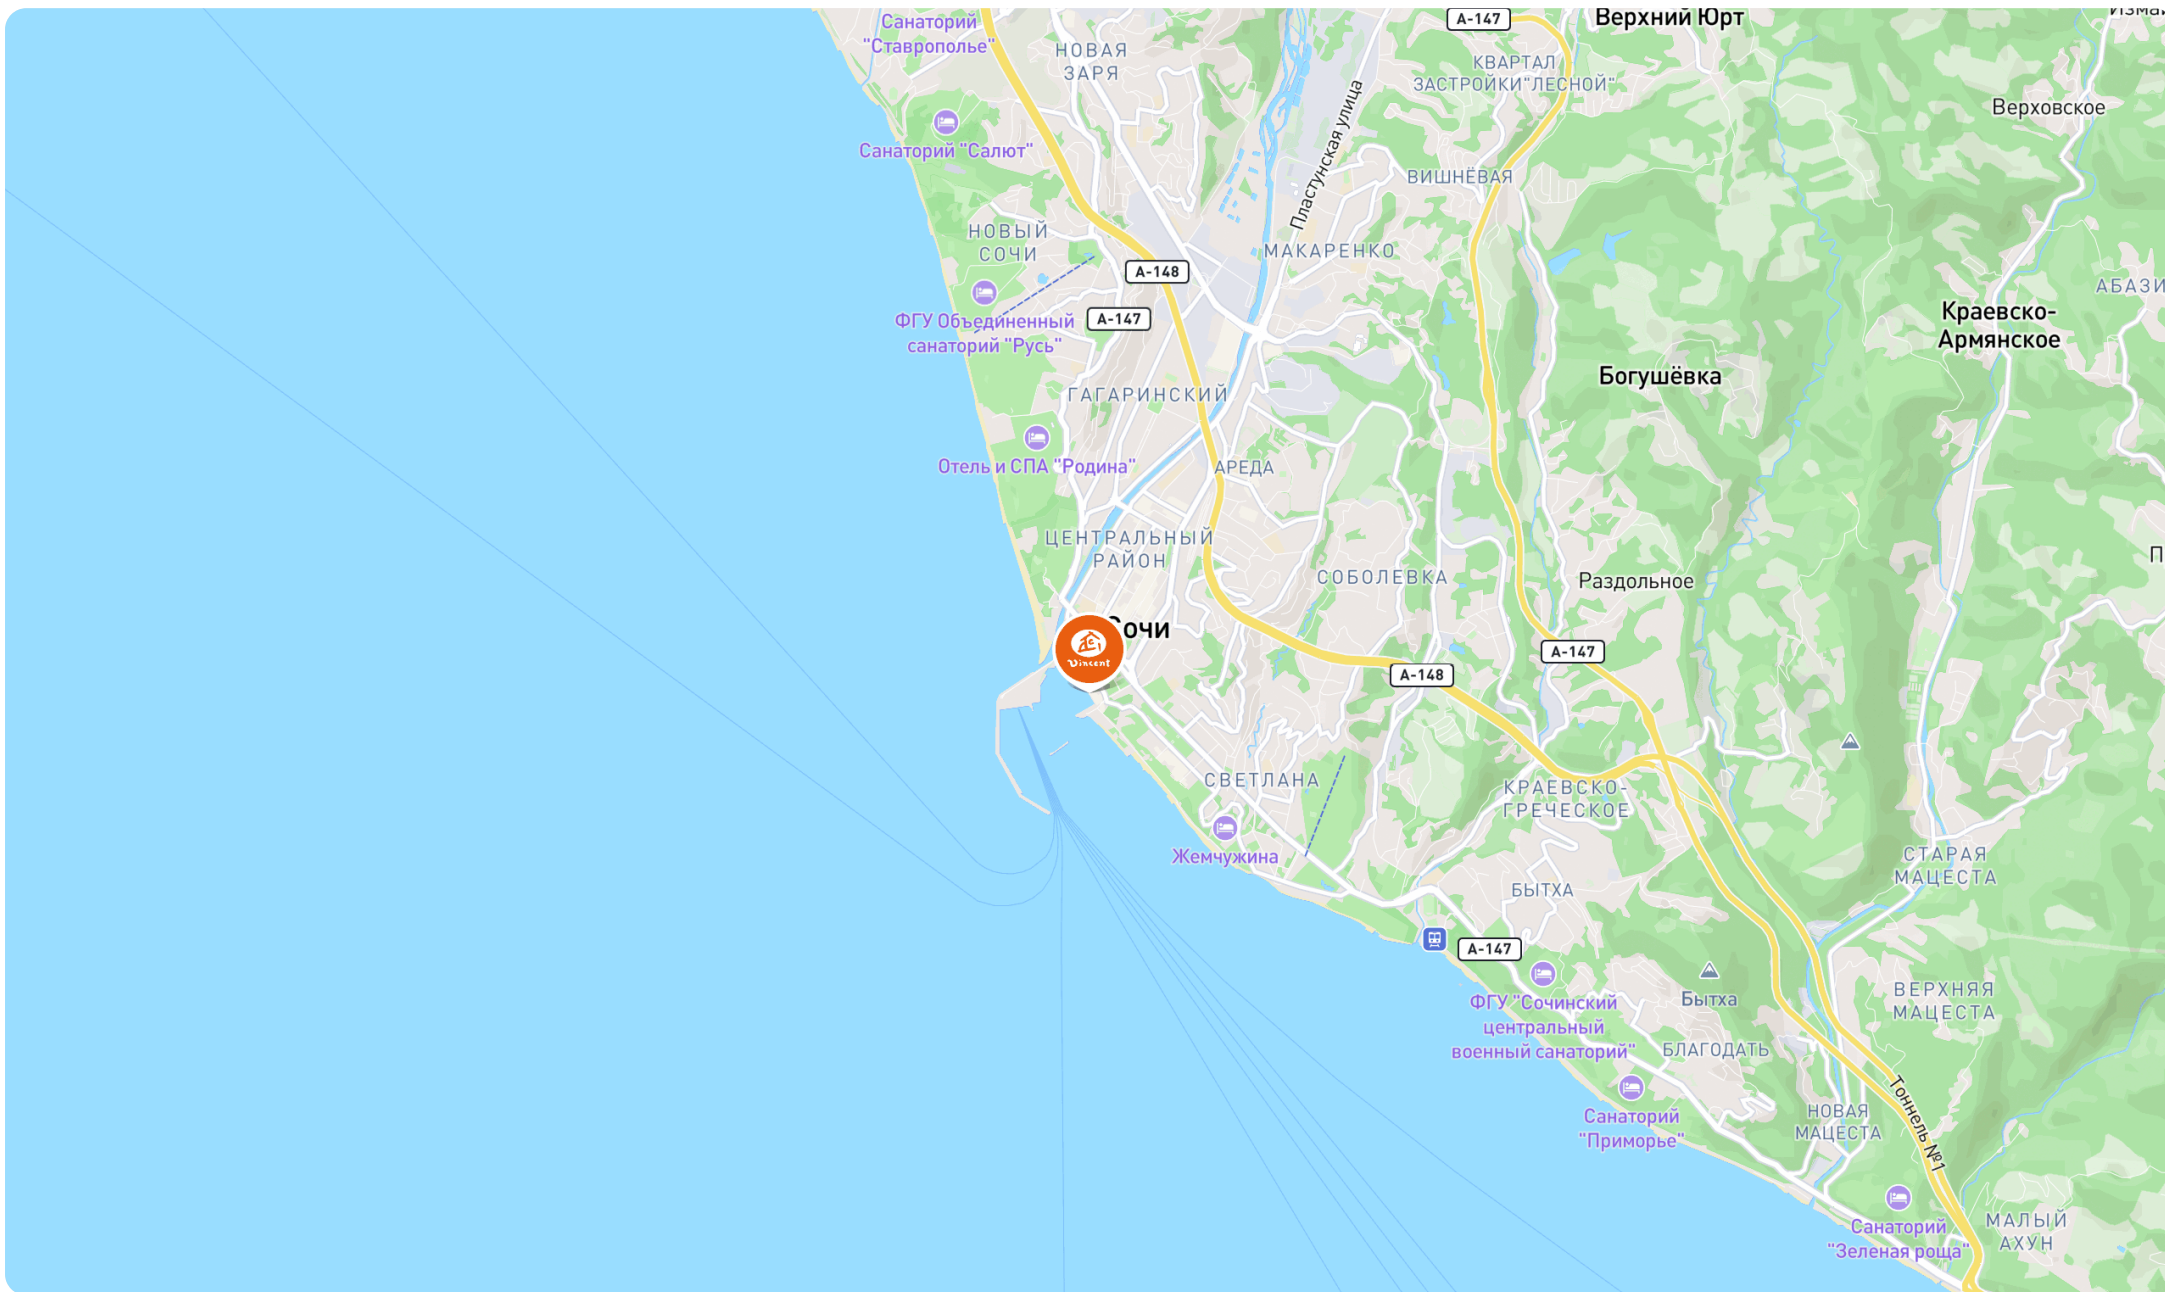 Санаторий
"Ставрополье"
НОВАЯ
ЗАРЯ
А-147
Верхний Юрт
КВАРТАЛ
ЗАСТРОЙКИ"ЛЕСНОЙ"
Верховское
Санаторий "Салют"
Пластунская улица
ВИШНЁВАЯ
НОВЫЙ
СОЧИ
МАКАРЕНКО
А-148
АБАЗИ
ФГУ Объединенный
санаторий "Русь"
А-147
Краевско-
Армянское
Богушёвка
ГАГАРИНСКИЙ
Отель и СПА "Родина"
АРЕДА
ЦЕНТРАЛЬНЫЙ
РАЙОН
П
СОБОЛЕВКА
Раздольное
Сочи
Vincent
А-147
А-148
СВЕТЛАНА
КРАЕВСКО-
ГРЕЧЕСКОЕ
Жемчужина
СТАРАЯ
МАЦЕСТА
БЫТХА
А-147
ФГУ "Сочинский
центральный
военный санаторий"
Бытха
ВЕРХНЯЯ
МАЦЕСТА
БЛАГОДАТЬ
Санаторий
"Приморье"
НОВАЯ
МАЦЕСТА
Тоннель №1
Санаторий
"Зеленая роща"
МАЛЫЙ
АХУН